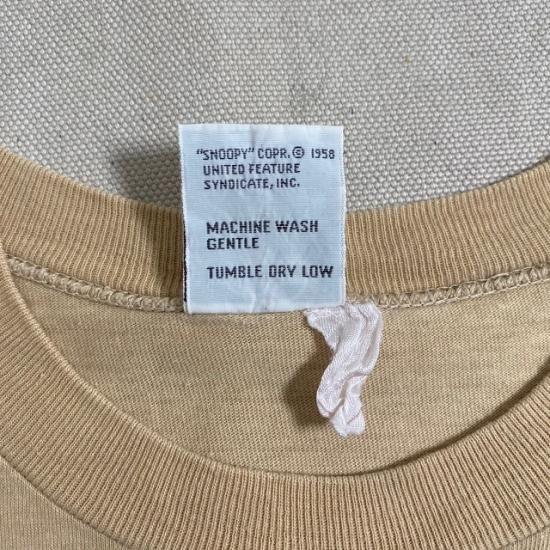 "SNOOPY" COPR. © 1958
UNITED FEATURE
SYNDICATE, INC.
MACHINE WASH
GENTLE
TUMBLE DRY LOW